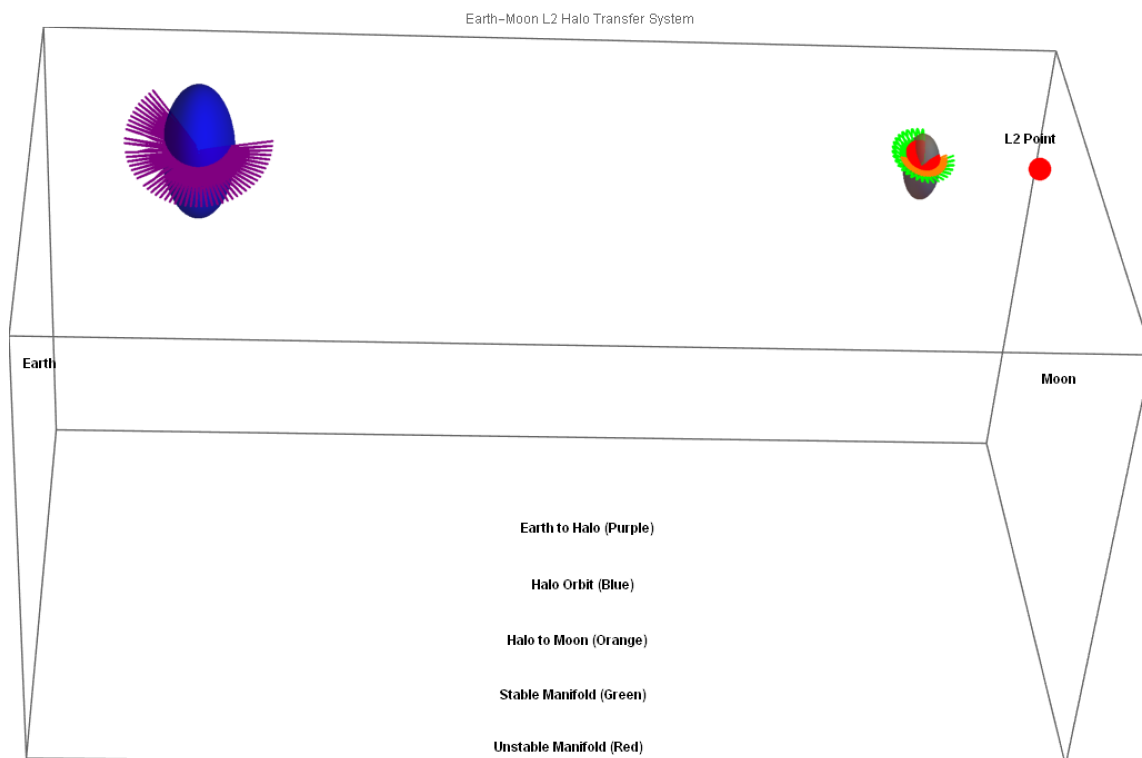 Earth–Moon L2 Halo Transfer System
L2 Point
Earth
Moon
Earth to Halo (Purple)
Halo Orbit (Blue)
Halo to Moon (Orange)
Stable Manifold (Green)
Unstable Manifold (Red)